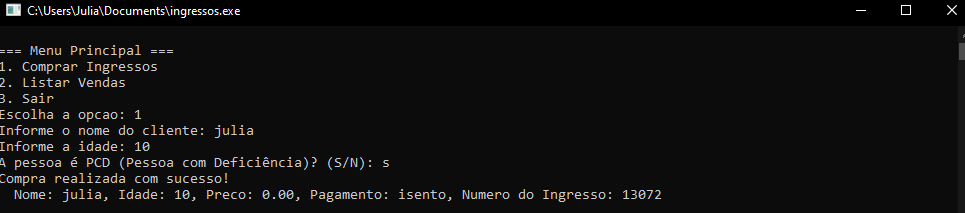 C:\Users\Julia\Documents\ingressos.exe
=== Menu Principal ===
1. Comprar Ingressos
2. Listar Vendas
3. Sair
Escolha a opcao: 1
Informe o nome do cliente: julia
Informe a idade: 10
A pessoa é PCD (Pessoa com Deficiência)? (S/N): s
Compra realizada com sucesso!
Nome: julia, Idade: 10, Preco: 0.00, Pagamento: isento, Numero do Ingresso: 13072